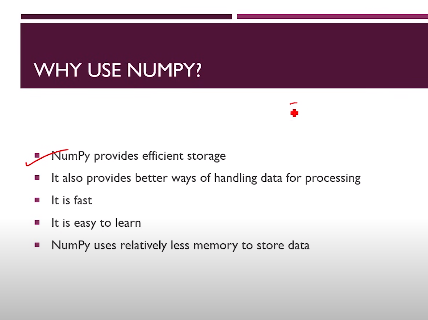 WHY USE NUMPY?
NumPy provides efficient storage
It also provides better ways of handling data for processing
It is fast
It is easy to learn
NumPy uses relatively less memory to store data